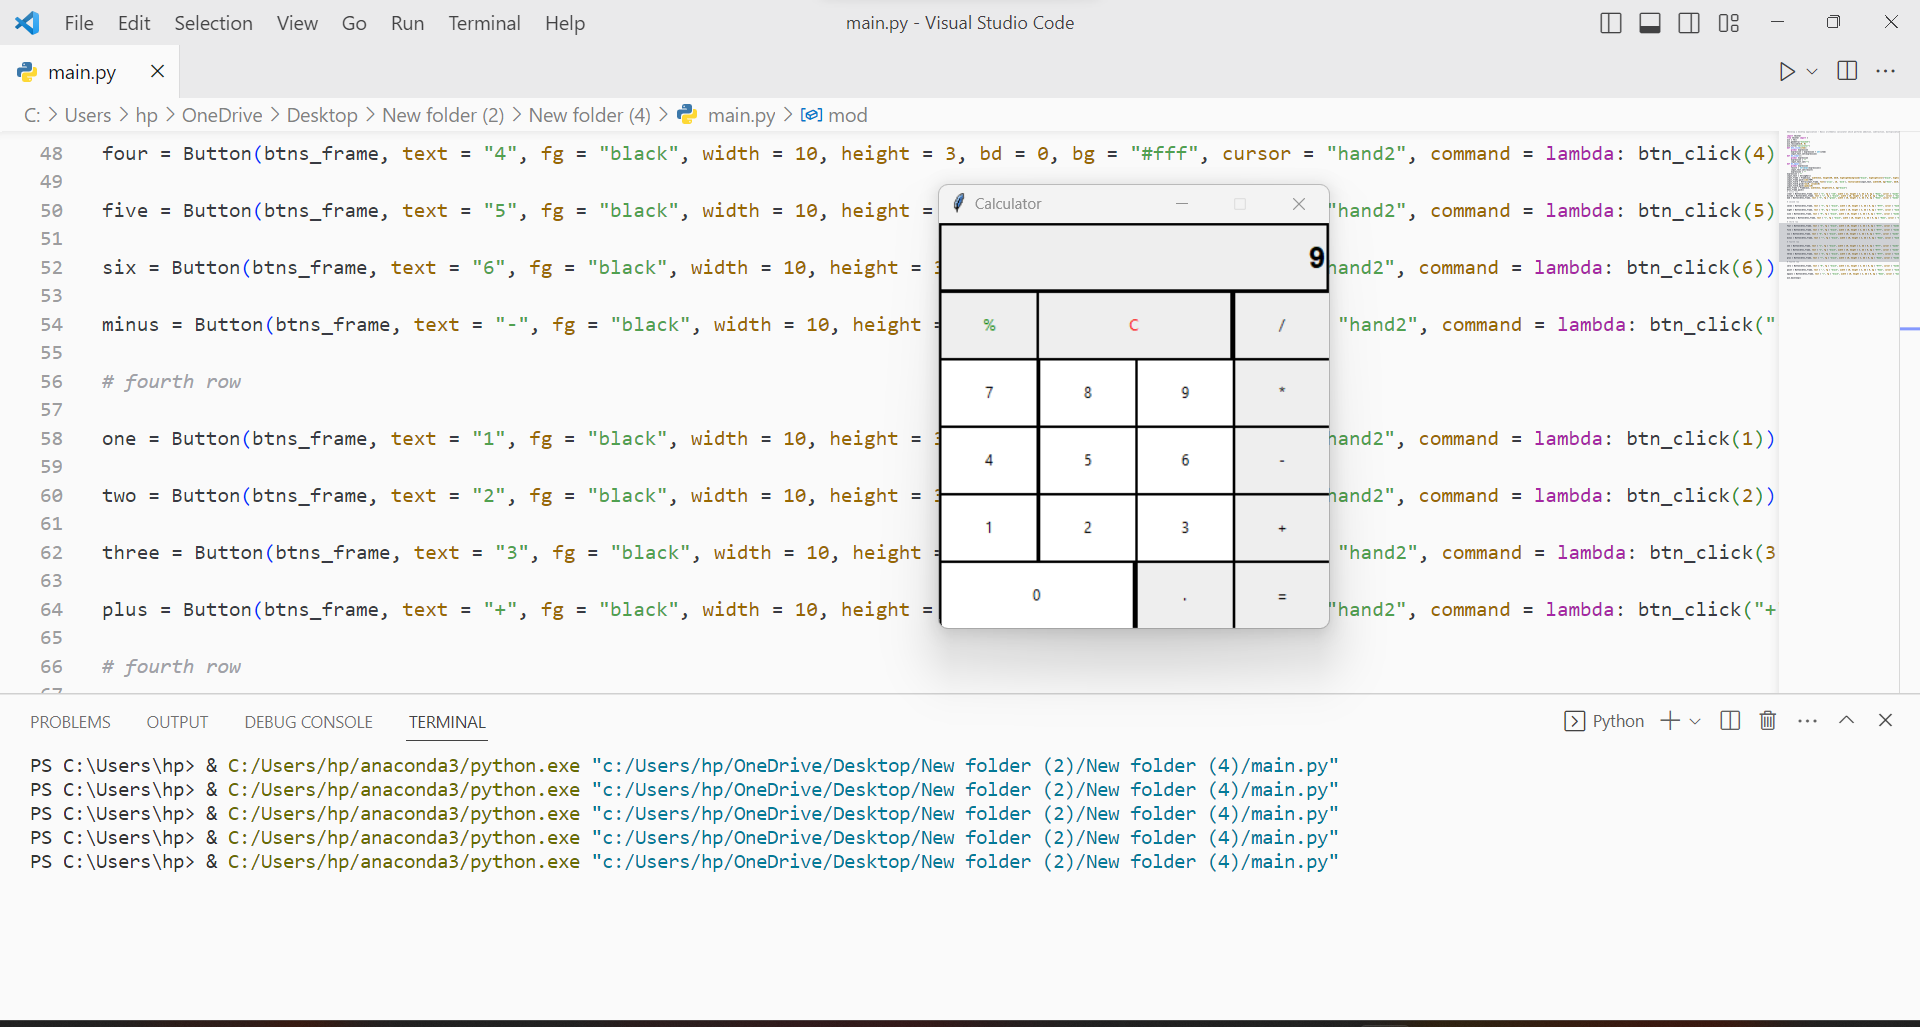 File Edit Selection View Go Run Terminal Help
main.py - Visual Studio Code
main.py
C: > Users > hp > OneDrive > Desktop > New folder (2) > New folder (4) > main.py > mod
48 four = Button(btns_frame, text = "4", fg = "black", width = 10, height = 3, bd = 0, bg = "#fff", cursor = "hand2", command = lambda: btn_click(4)
49
50 five = Button(btns_frame, text = "5", fg = "black", width = 10, height = "hand2", command = lambda: btn_click(5)
51
52 six = Button(btns_frame, text = "6", fg = "black", width = 10, height = 3 hand2", command = lambda: btn_click(6))
53
54 minus = Button(btns_frame, text = "-", fg = "black", width = 10, height = "hand2", command = lambda: btn_click("
55
56 # fourth row
57
58 one = Button(btns_frame, text = "1", fg = "black", width = 10, height = 3 hand2", command = lambda: btn_click(1))
59
60 two = Button(btns_frame, text = "2", fg = "black", width = 10, height = 3 hand2", command = lambda: btn_click(2))
61
62 three = Button(btns_frame, text = "3", fg = "black", width = 10, height = "hand2", command = lambda: btn_click(3
63
64 plus = Button(btns_frame, text = "+", fg = "black", width = 10, height = "hand2", command = lambda: btn_click("+
65
66 # fourth row
Calculator
9
% C /
7 8 9 *
4 5 6 -
1 2 3 +
0 . =
PROBLEMS OUTPUT DEBUG CONSOLE TERMINAL
Python
PS C:\Users\hp> & C:/Users/hp/anaconda3/python.exe "c:/Users/hp/OneDrive/Desktop/New folder (2)/New folder (4)/main.py"
PS C:\Users\hp> & C:/Users/hp/anaconda3/python.exe "c:/Users/hp/OneDrive/Desktop/New folder (2)/New folder (4)/main.py"
PS C:\Users\hp> & C:/Users/hp/anaconda3/python.exe "c:/Users/hp/OneDrive/Desktop/New folder (2)/New folder (4)/main.py"
PS C:\Users\hp> & C:/Users/hp/anaconda3/python.exe "c:/Users/hp/OneDrive/Desktop/New folder (2)/New folder (4)/main.py"
PS C:\Users\hp> & C:/Users/hp/anaconda3/python.exe "c:/Users/hp/OneDrive/Desktop/New folder (2)/New folder (4)/main.py"